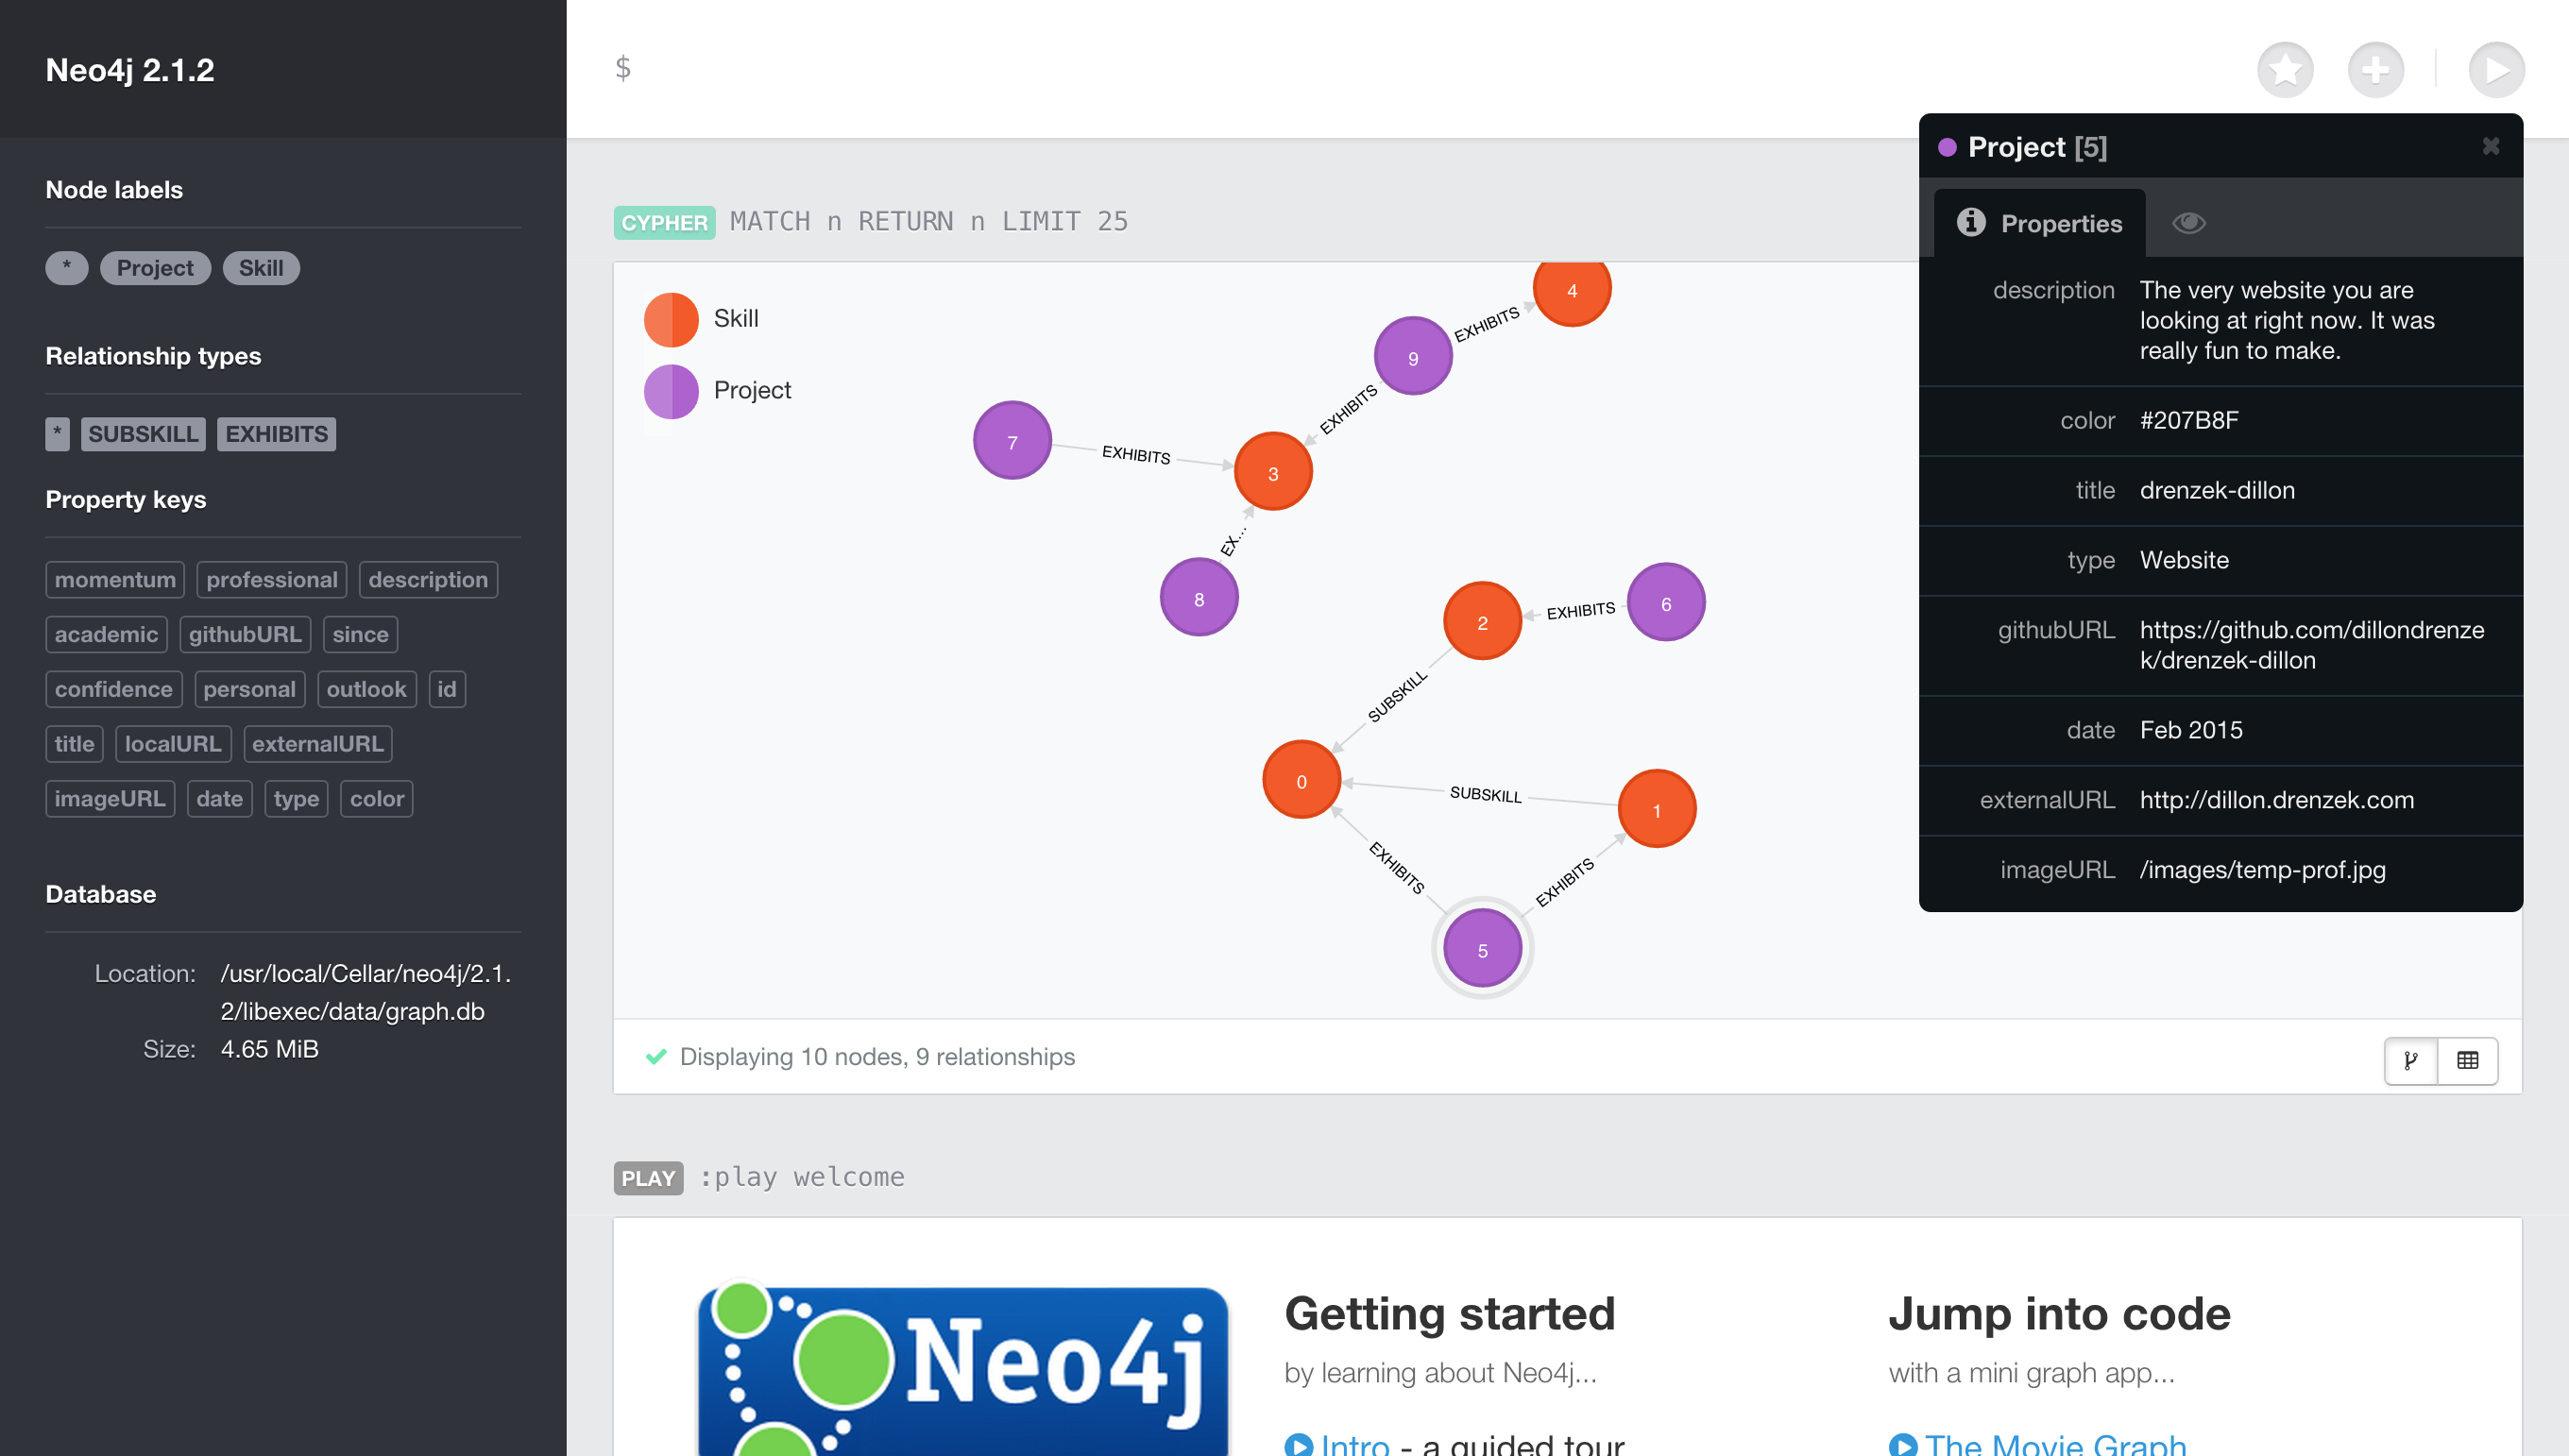 Neo4j 2.1.2
Node labels
* Project Skill
Relationship types
* SUBSKILL EXHIBITS
Property keys
momentum professional description
academic githubURL since
confidence personal outlook id
title localURL externalURL
imageURL date type color
Database
Location: /usr/local/Cellar/neo4j/2.1.
2/libexec/data/graph.db
Size: 4.65 MiB
$
CYPHER MATCH n RETURN n LIMIT 25
Skill
Project
4
EXHIBITS
9
EXHIBITS
7
EXHIBITS
3
EX...
8
2
EXHIBITS
6
SUBSKILL
0
SUBSKILL
1
EXHIBITS
EXHIBITS
5
Displaying 10 nodes, 9 relationships
Project [5]
Properties
description The very website you are
looking at right now. It was
really fun to make.
color #207B8F
title drenzek-dillon
type Website
githubURL https://github.com/dillondrenze
k/drenzek-dillon
date Feb 2015
externalURL http://dillon.drenzek.com
imageURL /images/temp-prof.jpg
PLAY :play welcome
Neo4j
Getting started
by learning about Neo4j...
Intro - a guided tour
Jump into code
with a mini graph app...
The Movie Graph